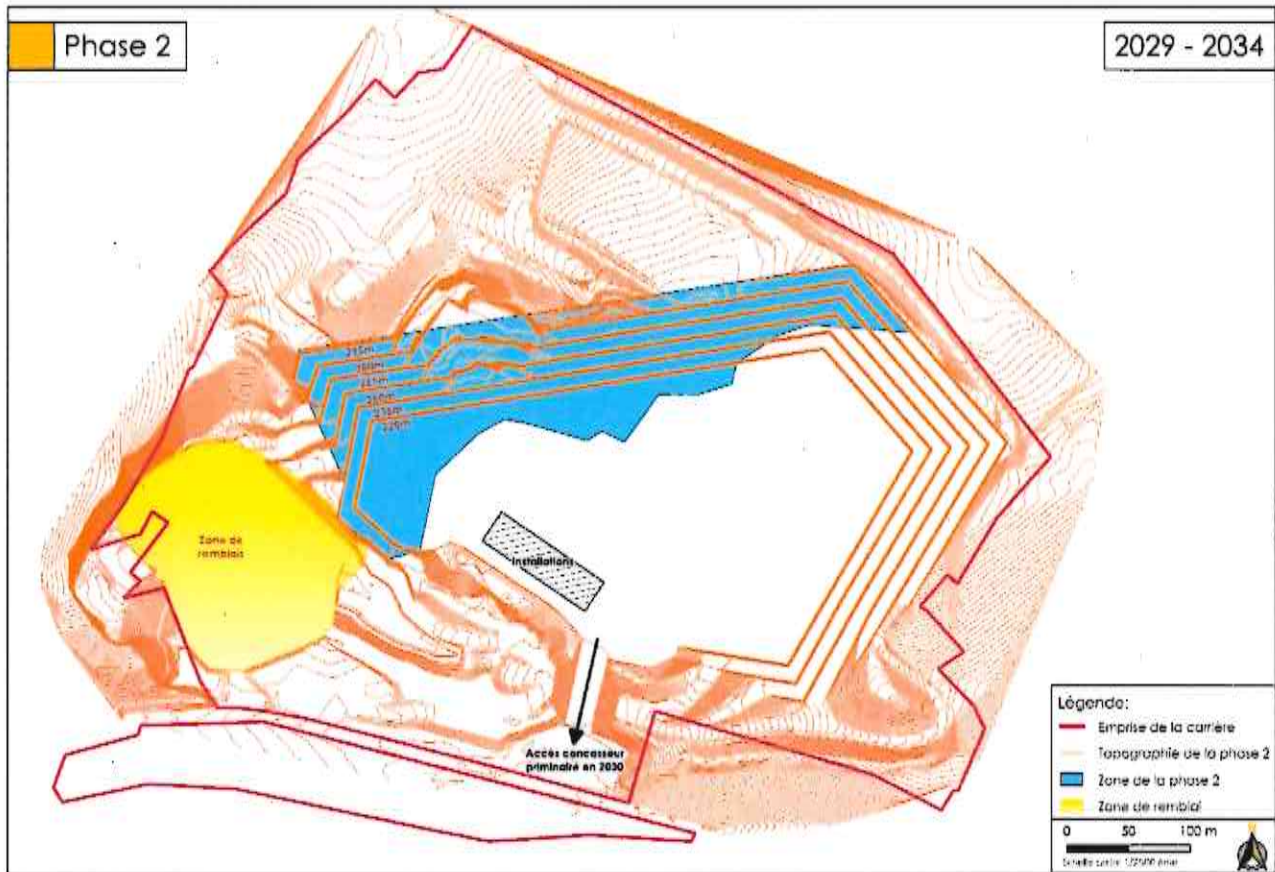 Phase 2
2029 - 2034
Zone de
remblais
Installations
Accès concasseur
priminaire en 2030
Légende:
Emprise de la carrière
Topographie de la phase 2
Zone de la phase 2
Zone de remblai
0 50 100 m
N